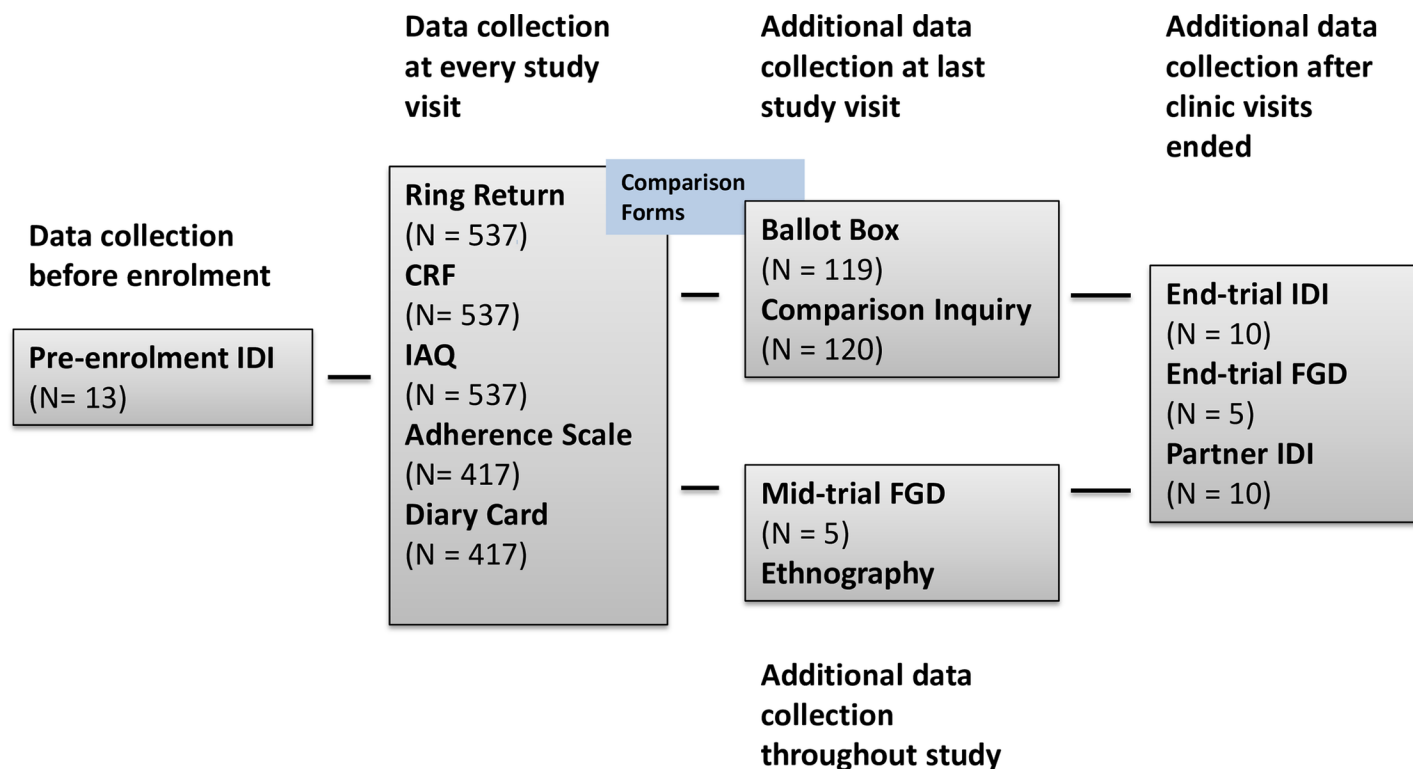 Data collection
before enrolment
Pre-enrolment IDI
(N= 13)
Data collection
at every study
visit
Ring Return
(N = 537)
CRF
(N= 537)
IAQ
(N = 537)
Adherence Scale
(N= 417)
Diary Card
(N = 417)
Comparison
Forms
Additional data
collection at last
study visit
Ballot Box
(N = 119)
Comparison Inquiry
(N = 120)
Mid-trial FGD
(N = 5)
Ethnography
Additional data
collection
throughout study
Additional data
collection after
clinic visits
ended
End-trial IDI
(N = 10)
End-trial FGD
(N = 5)
Partner IDI
(N = 10)